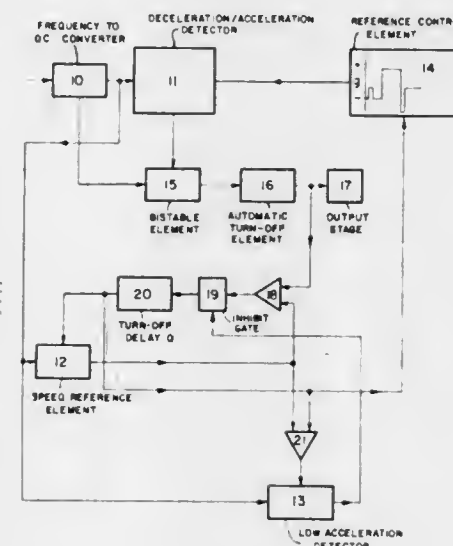 FREQUENCY TO
DC CONVERTER
DECELERATION/ACCELERATION
DETECTOR
REFERENCE CONTR
ELEMENT
10
11
+
g
-
14
15
BISTABLE
ELEMENT
16
AUTOMATIC
TURN-OFF
ELEMENT
17
OUTPUT
STAGE
20
TURN-OFF
DELAY Q
19
INHIBIT
GATE
18
12
SPEED REFERENCE
ELEMENT
21
13
LOW ACCELERATION
DETECTOR